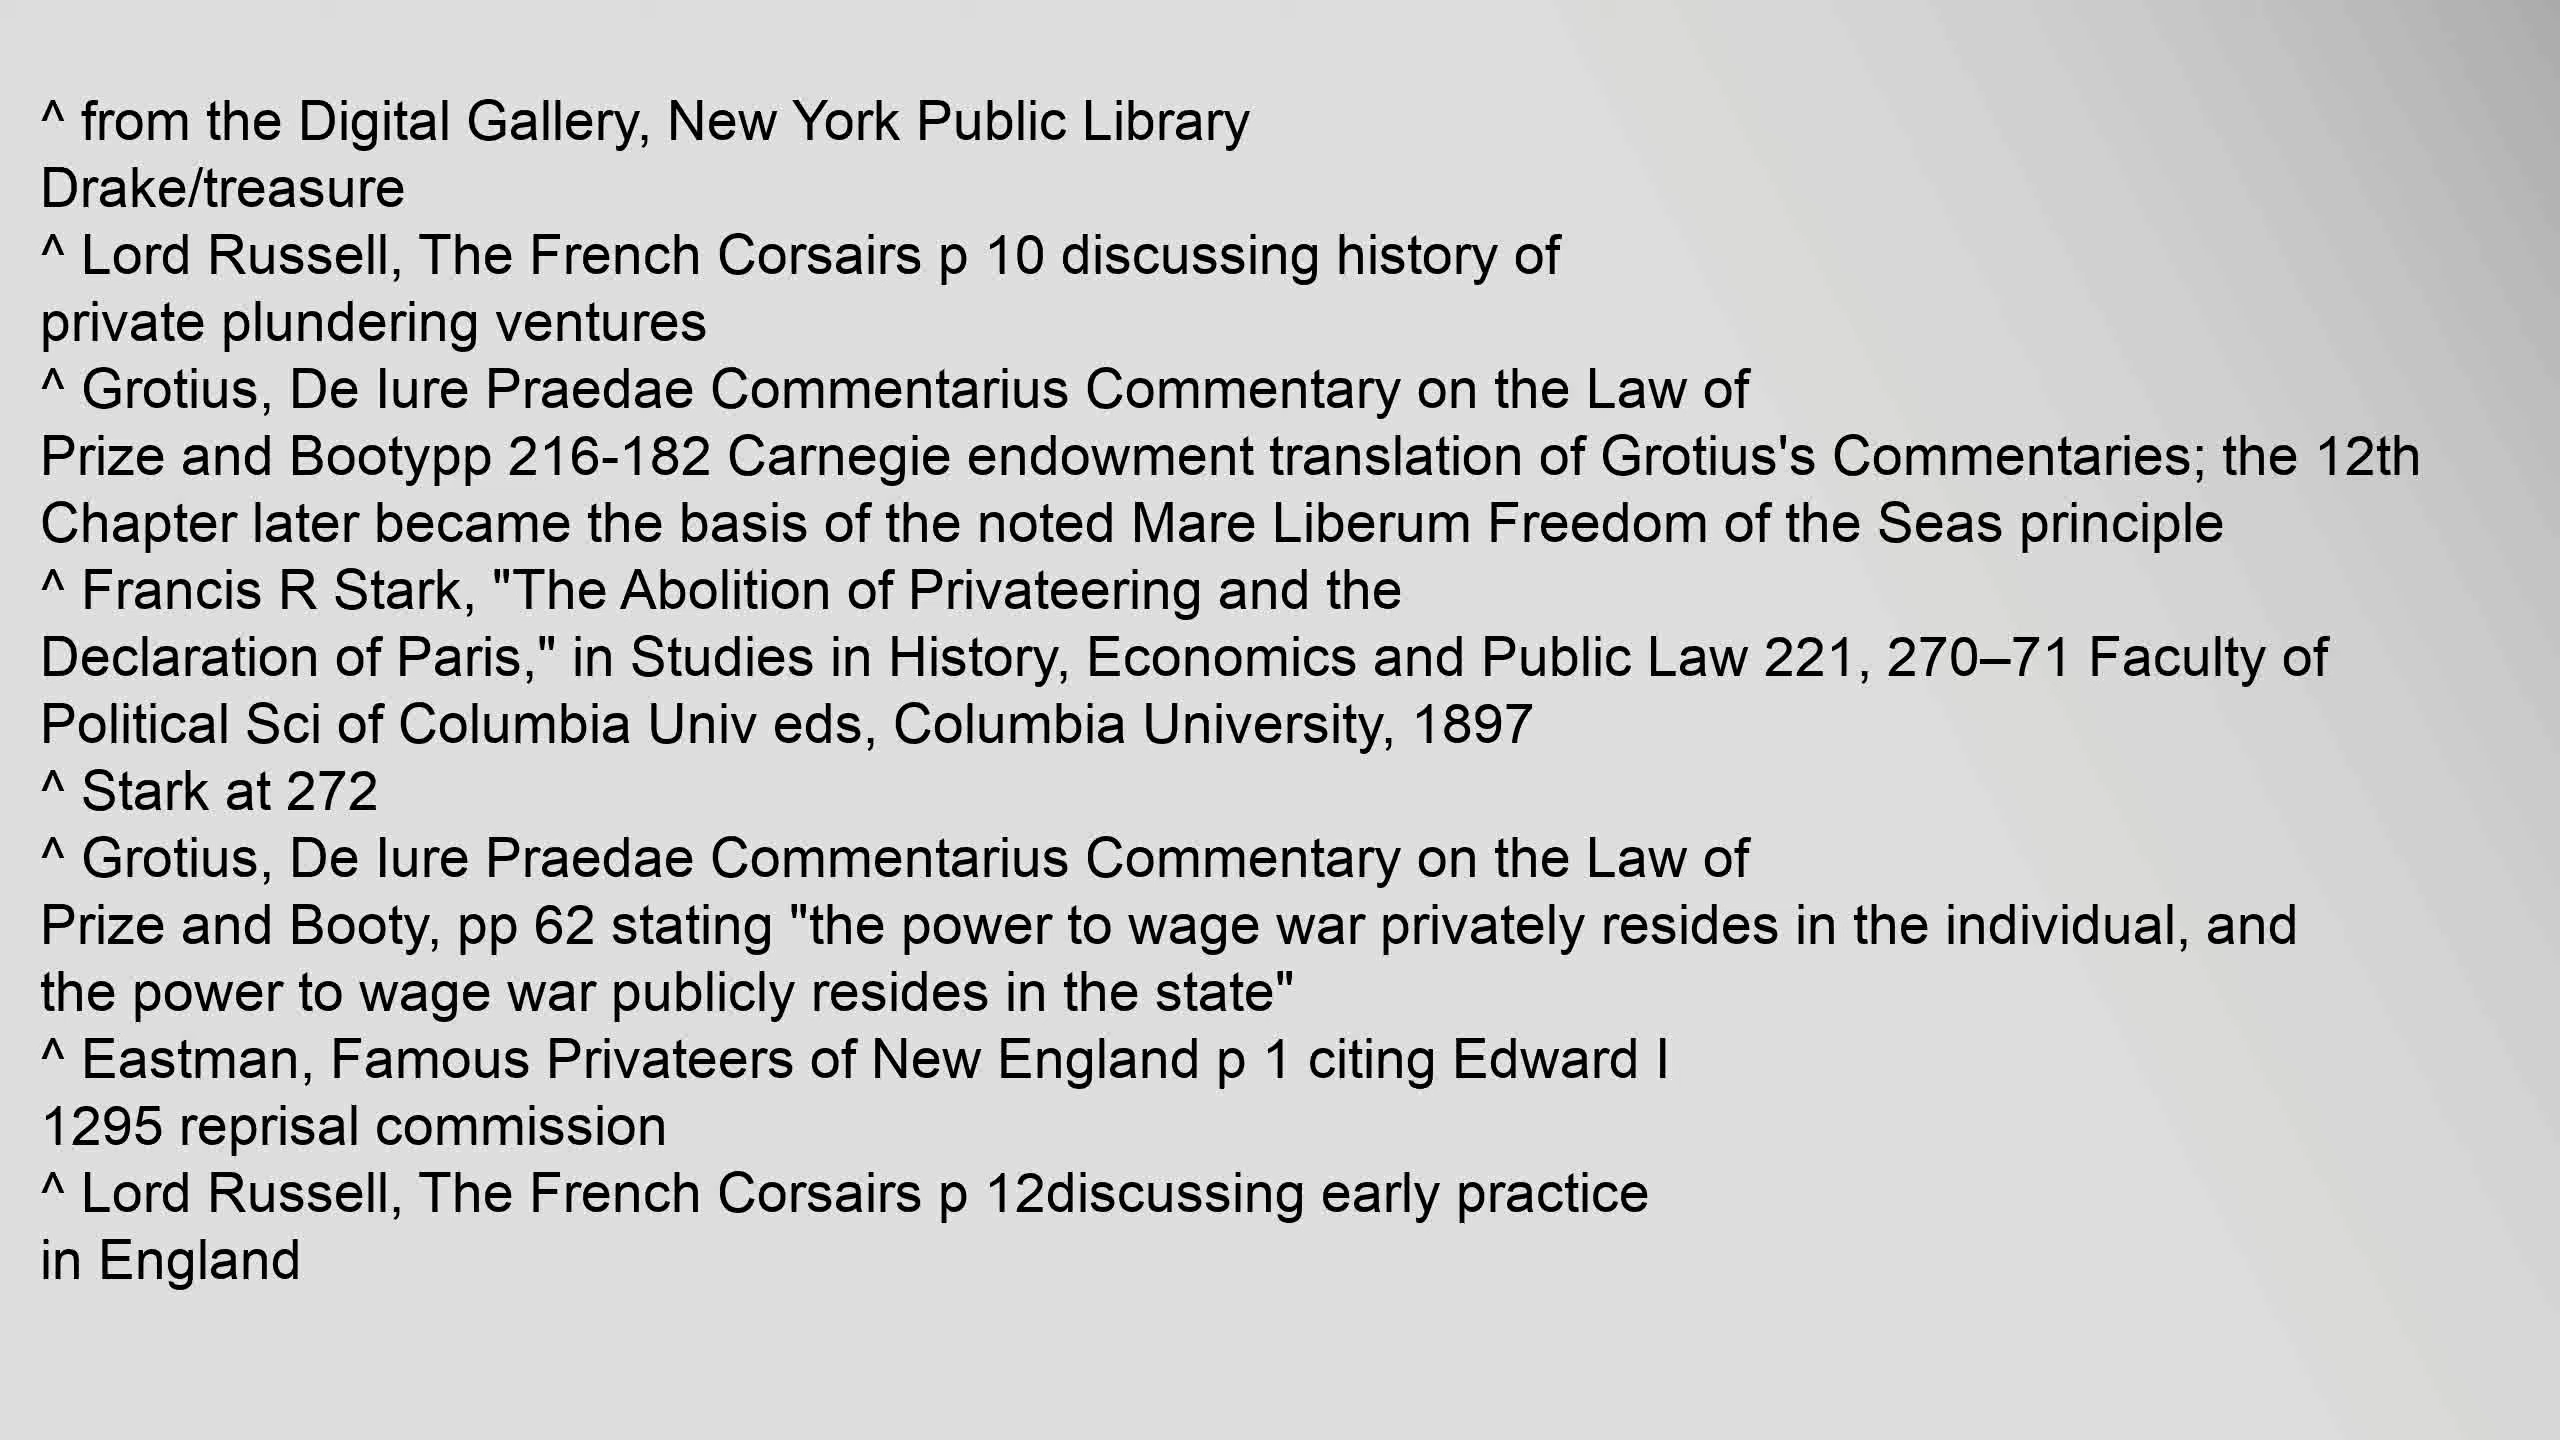 ^ from the Digital Gallery, New York Public Library
Drake/treasure
^ Lord Russell, The French Corsairs p 10 discussing history of
private plundering ventures
^ Grotius, De Iure Praedae Commentarius Commentary on the Law of
Prize and Bootypp 216-182 Carnegie endowment translation of Grotius's Commentaries; the 12th
Chapter later became the basis of the noted Mare Liberum Freedom of the Seas principle
^ Francis R Stark, "The Abolition of Privateering and the
Declaration of Paris," in Studies in History, Economics and Public Law 221, 270–71 Faculty of
Political Sci of Columbia Univ eds, Columbia University, 1897
^ Stark at 272
^ Grotius, De Iure Praedae Commentarius Commentary on the Law of
Prize and Booty, pp 62 stating "the power to wage war privately resides in the individual, and
the power to wage war publicly resides in the state"
^ Eastman, Famous Privateers of New England p 1 citing Edward I
1295 reprisal commission
^ Lord Russell, The French Corsairs p 12discussing early practice
in England